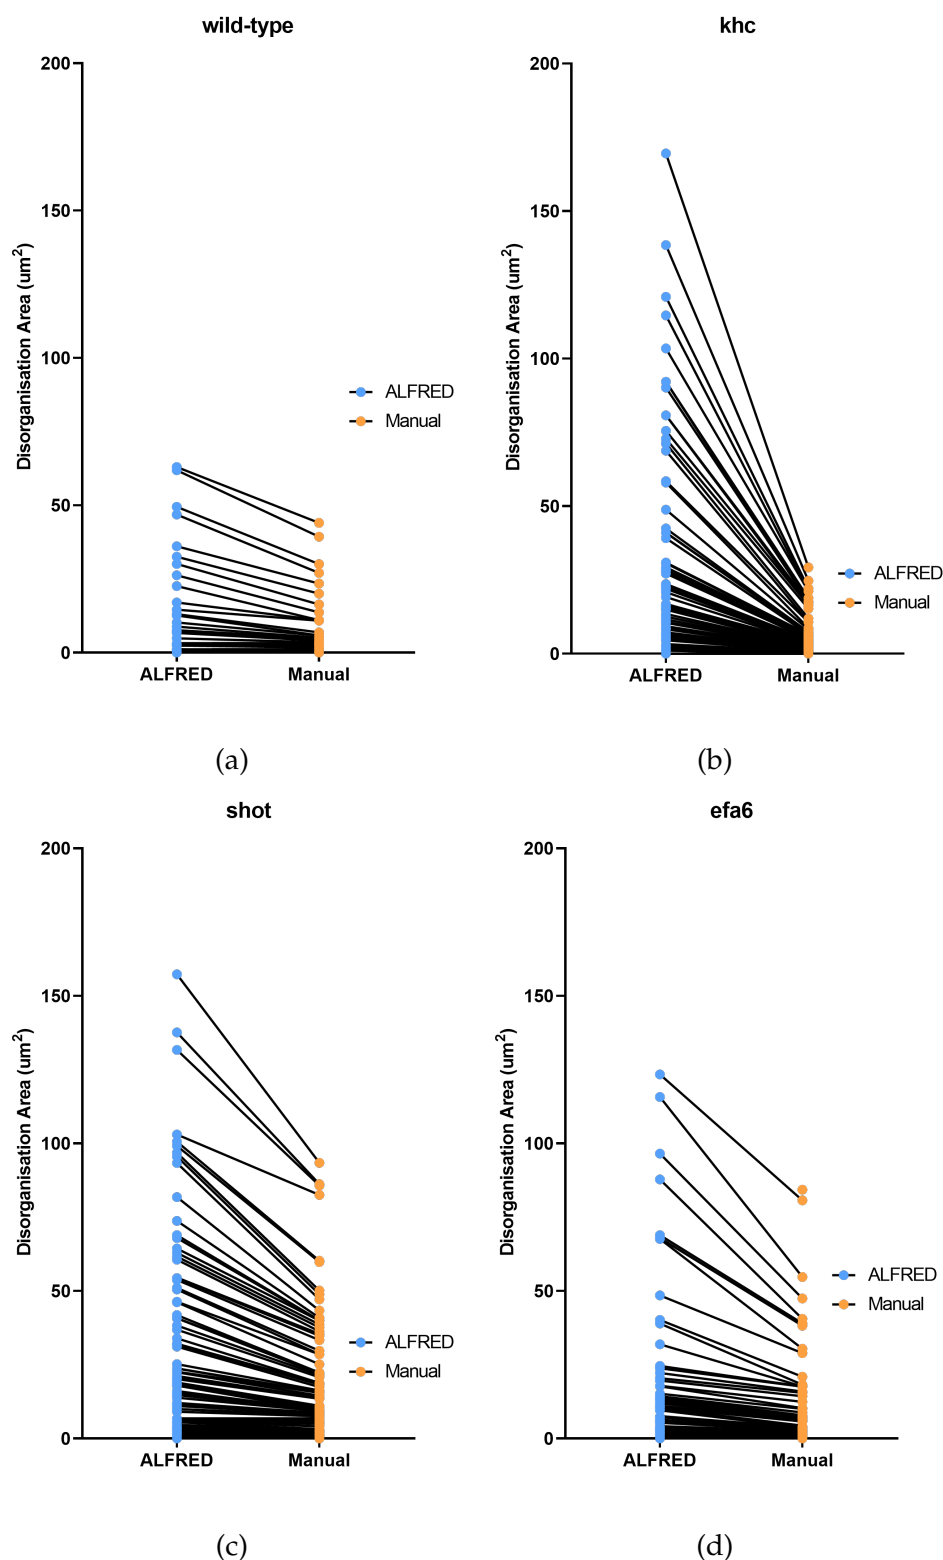 wild-type
200
150
100
50
0
Disorganisation Area (um²)
ALFRED
Manual
ALFRED
Manual
(a)
khc
200
150
100
50
0
Disorganisation Area (um²)
ALFRED
Manual
ALFRED
Manual
(b)
shot
200
150
100
50
0
Disorganisation Area (um²)
ALFRED
Manual
ALFRED
Manual
(c)
efa6
200
150
100
50
0
Disorganisation Area (um²)
ALFRED
Manual
ALFRED
Manual
(d)